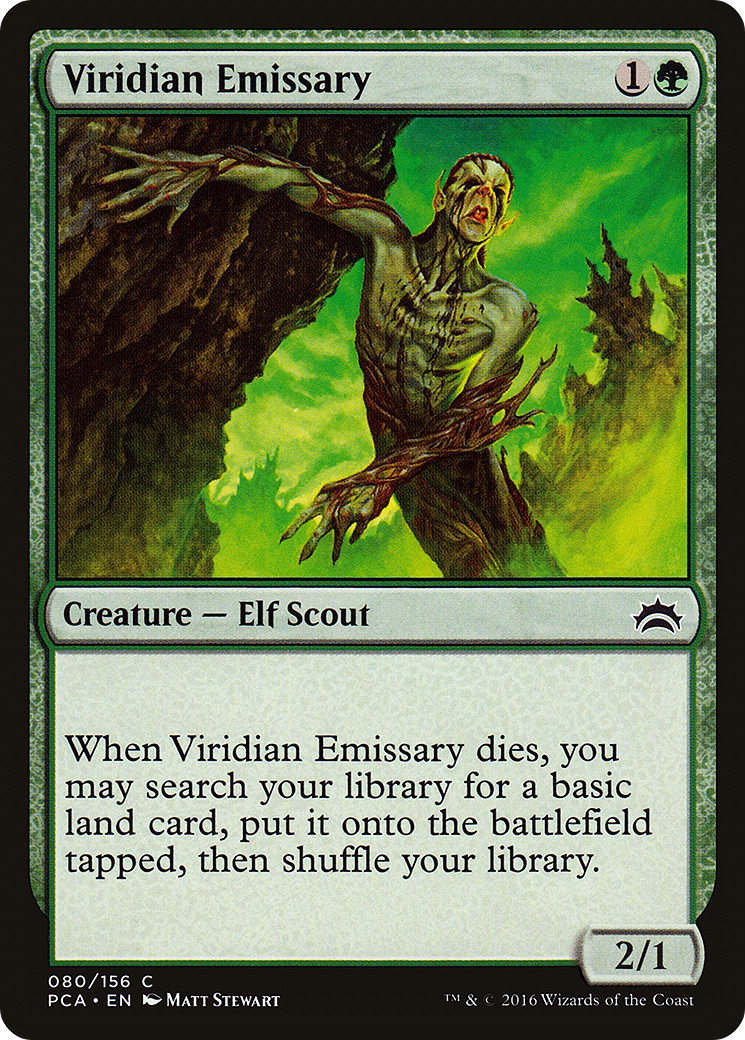 Viridian Emissary 1
Creature — Elf Scout
When Viridian Emissary dies, you
may search your library for a basic
land card, put it onto the battlefield
tapped, then shuffle your library.
2/1
080/156 C
PCA • EN Matt Stewart
™ & © 2016 Wizards of the Coast